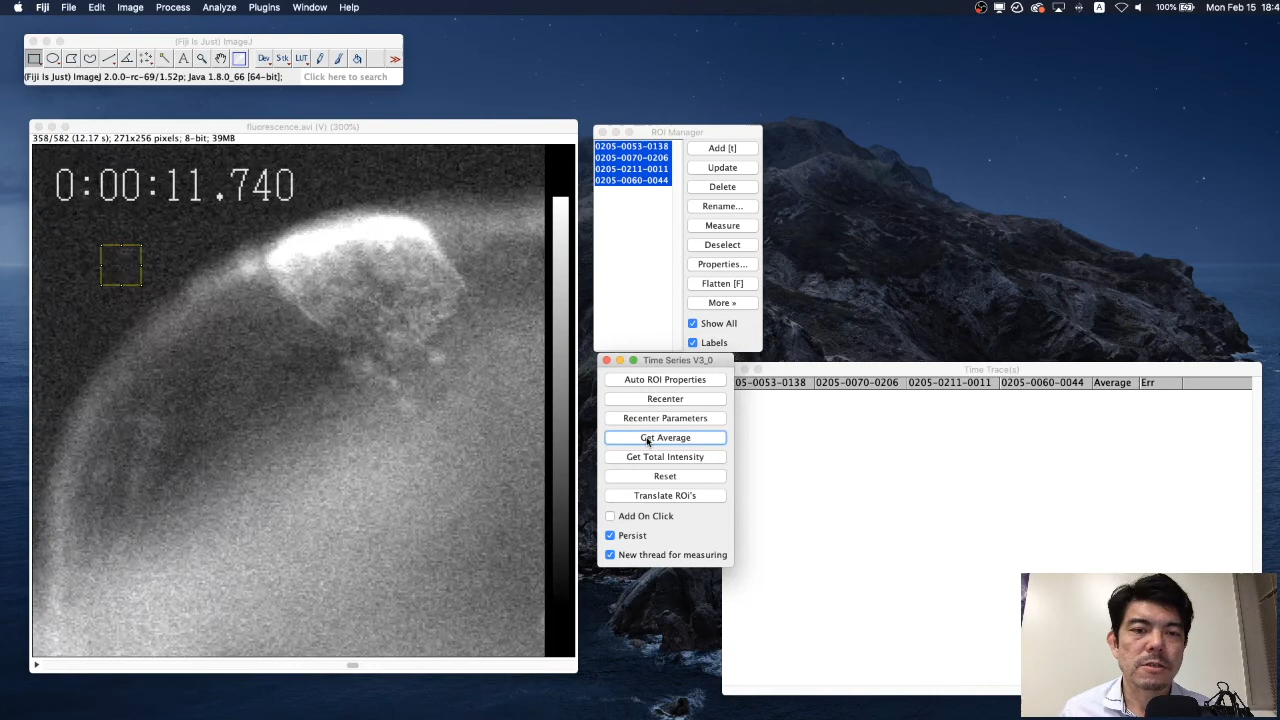 Fiji File Edit Image Process Analyze Plugins Window Help
A 100% Mon Feb 15 18:4
(Fiji Is Just) ImageJ
Dev Stk LUT
(Fiji Is Just) ImageJ 2.0.0-rc-69/1.52p; Java 1.8.0_66 [64-bit]; Click here to search
fluorescence.avi (V) (300%)
358/582 (12.17 s); 271x256 pixels; 8-bit; 39MB
0:00:11.740
ROI Manager
0205-0053-0138
0205-0070-0206
0205-0211-0011
0205-0060-0044
Add [t]
Update
Delete
Rename...
Measure
Deselect
Properties...
Flatten [F]
More »
Show All
Labels
Time Series V3_0
Auto ROI Properties
Recenter
Recenter Parameters
Get Average
Get Total Intensity
Reset
Translate ROi's
Add On Click
Persist
New thread for measuring
Time Trace(s)
05-0053-0138 0205-0070-0206 0205-0211-0011 0205-0060-0044 Average Err